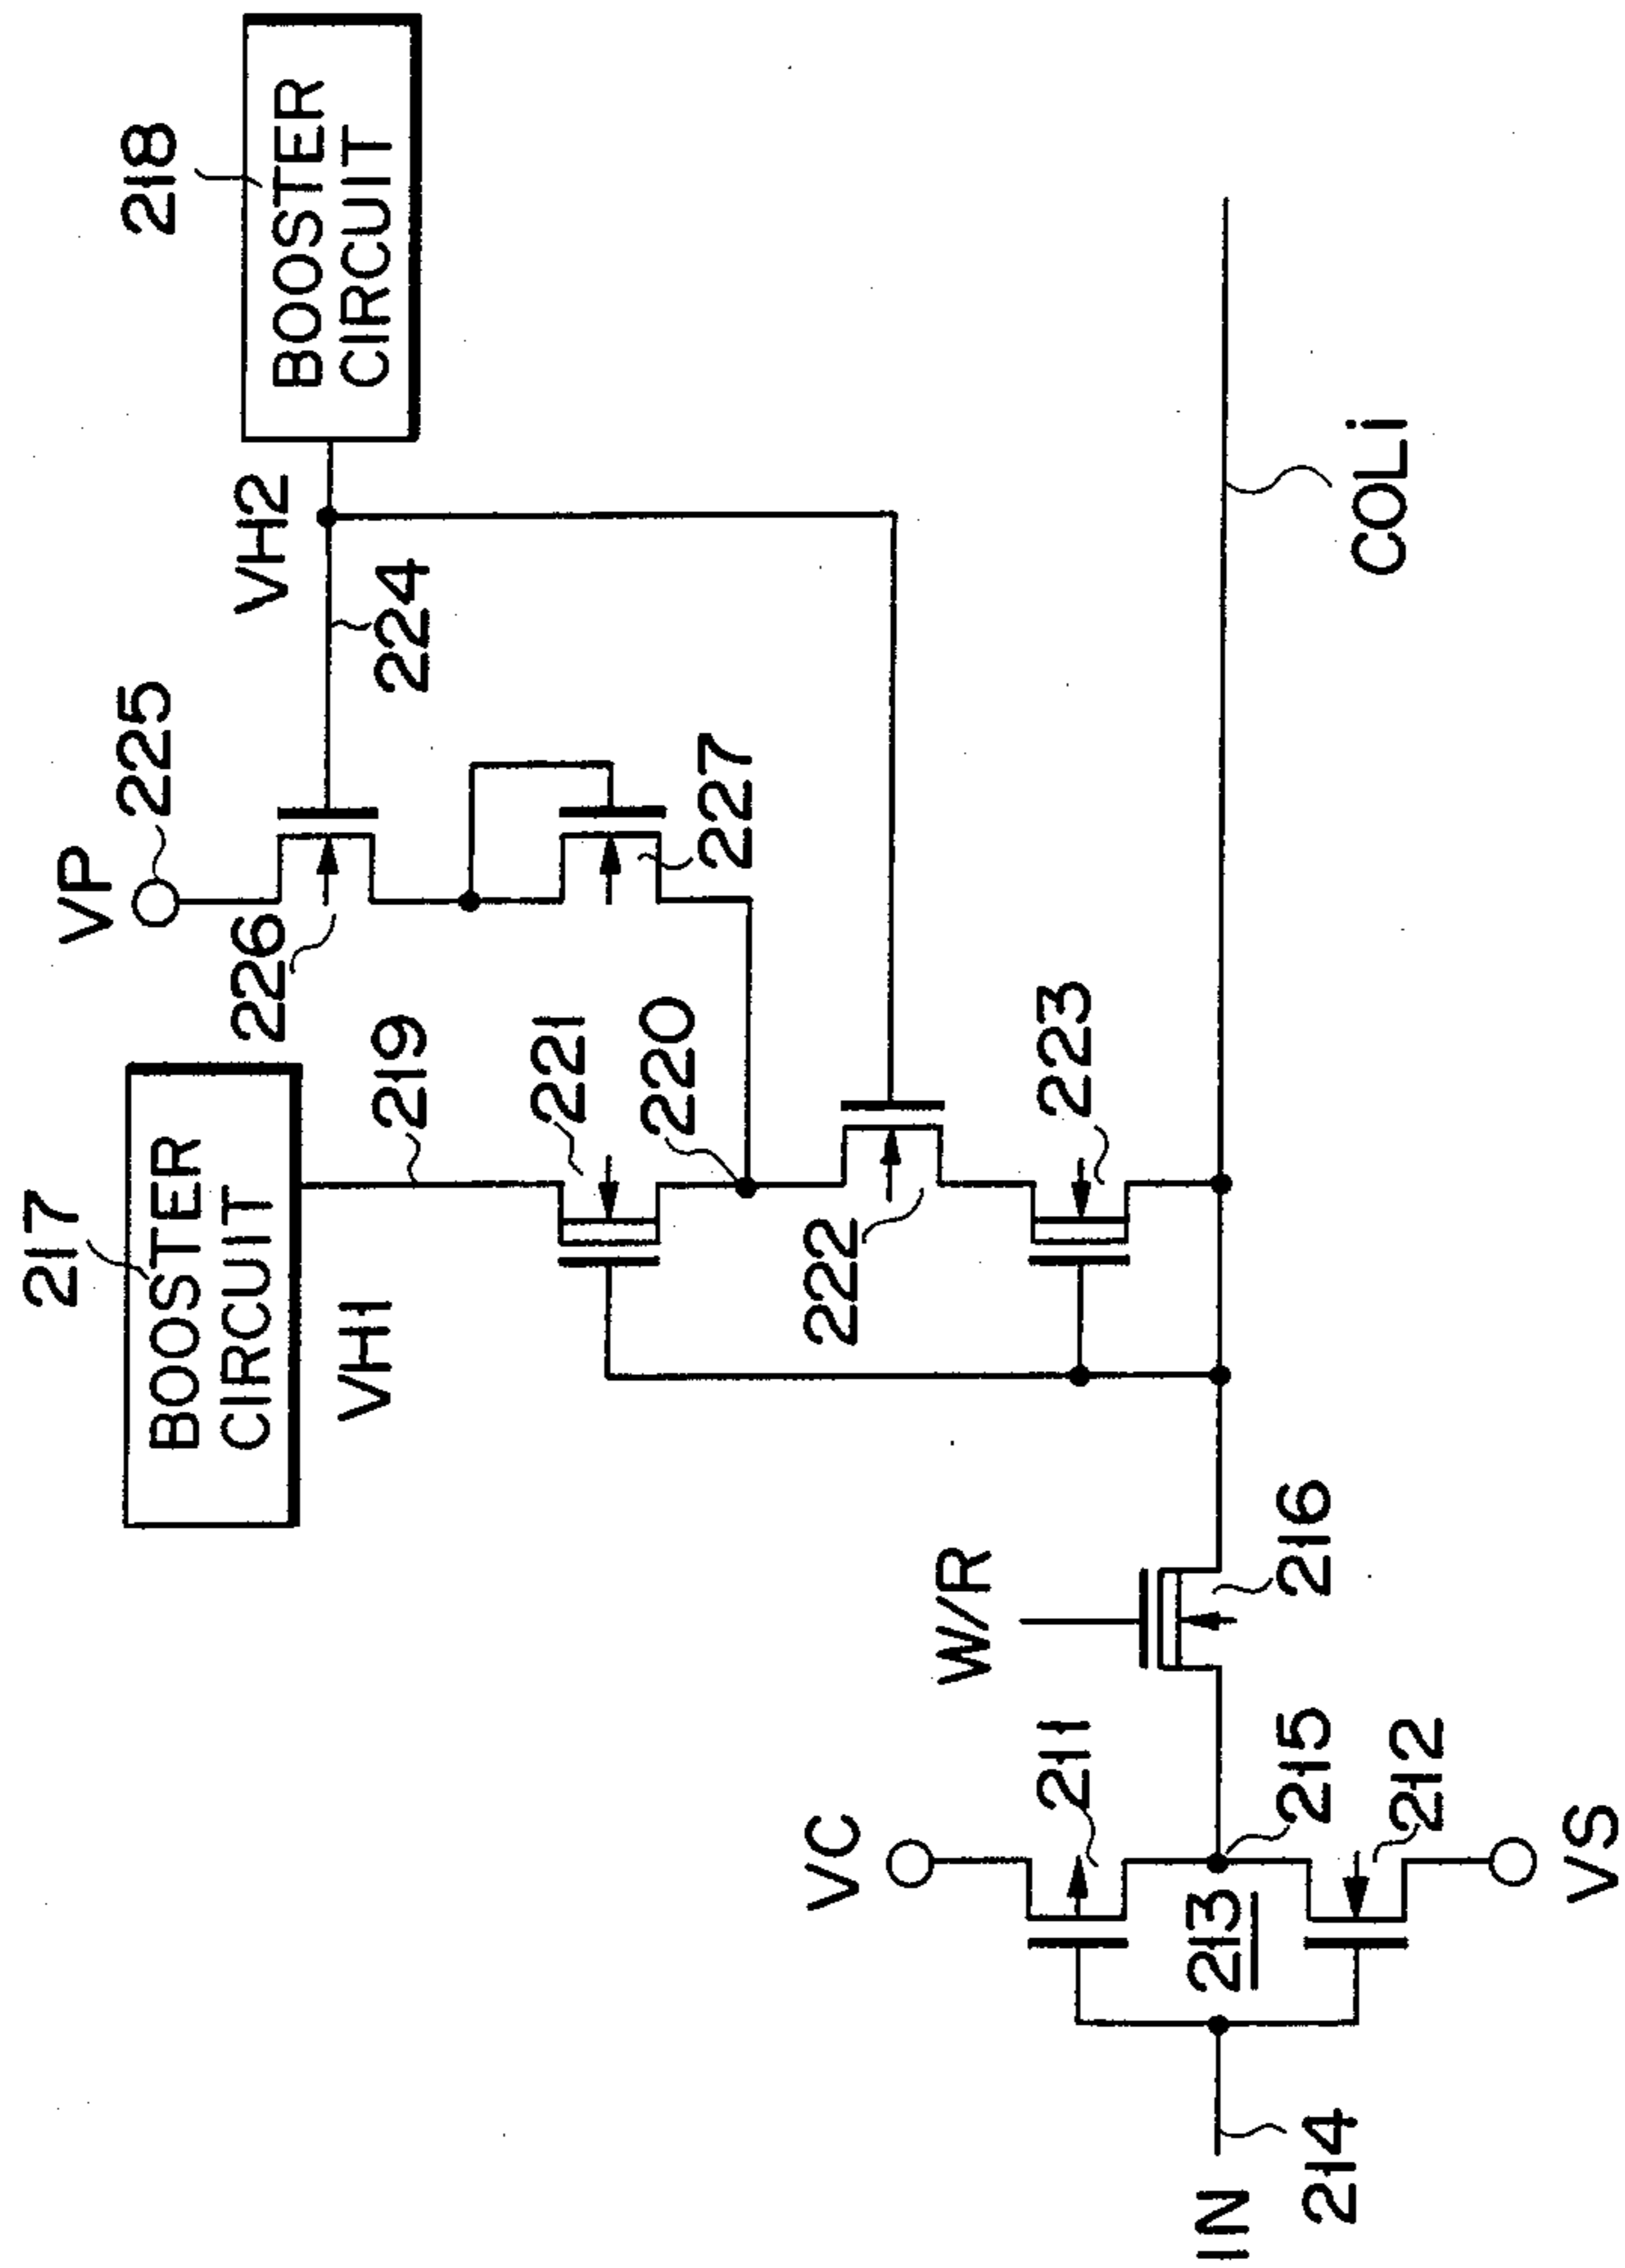 217
BOOSTER
CIRCUIT
VH1
219
VP
225
226
VH2
224
218
BOOSTER
CIRCUIT
221
220
227
222
223
COLi
W/R
216
VC
211
213
215
212
VS
IN
214